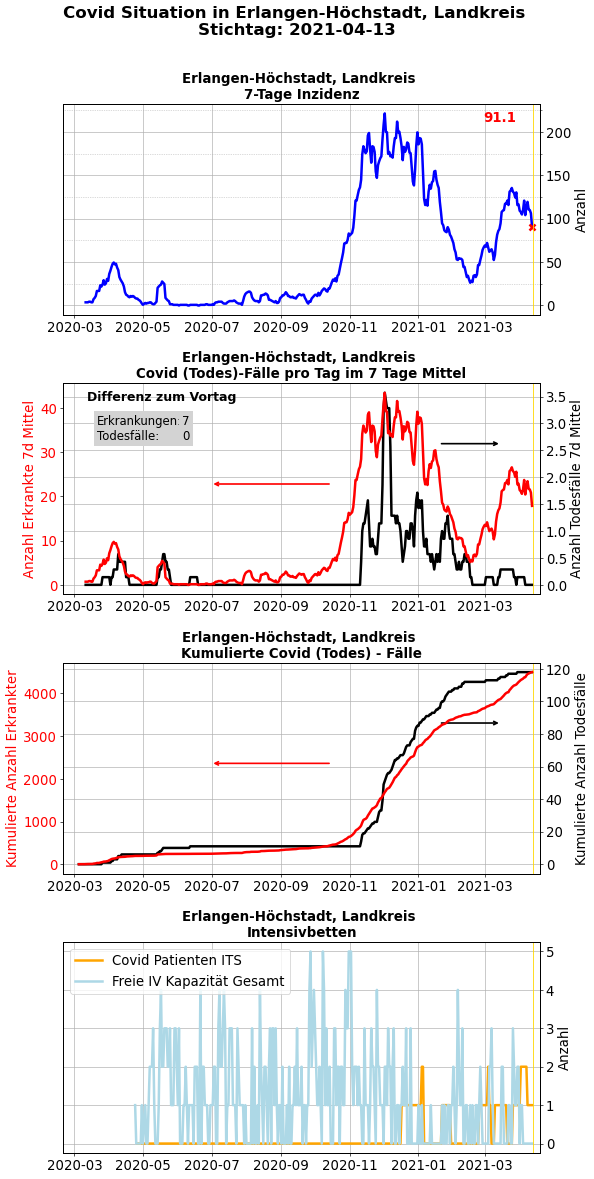 Covid Situation in Erlangen-Höchstadt, Landkreis
Stichtag: 2021-04-13
Erlangen-Höchstadt, Landkreis
7-Tage Inzidenz
91.1
200
150
100
50
0
Anzahl
2020-03 2020-05 2020-07 2020-09 2020-11 2021-01 2021-03
Erlangen-Höchstadt, Landkreis
Covid (Todes)-Fälle pro Tag im 7 Tage Mittel
Differenz zum Vortag
Erkrankungen: 7
Todesfälle: 0
Anzahl Erkrankte 7d Mittel
40
30
20
10
0
3.5
3.0
2.5
2.0
1.5
1.0
0.5
0.0
Anzahl Todesfälle 7d Mittel
2020-03 2020-05 2020-07 2020-09 2020-11 2021-01 2021-03
Erlangen-Höchstadt, Landkreis
Kumulierte Covid (Todes) - Fälle
Kumulierte Anzahl Erkrankter
4000
3000
2000
1000
0
120
100
80
60
40
20
0
Kumulierte Anzahl Todesfälle
2020-03 2020-05 2020-07 2020-09 2020-11 2021-01 2021-03
Erlangen-Höchstadt, Landkreis
Intensivbetten
Covid Patienten ITS
Freie IV Kapazität Gesamt
5
4
3
2
1
0
Anzahl
2020-03 2020-05 2020-07 2020-09 2020-11 2021-01 2021-03